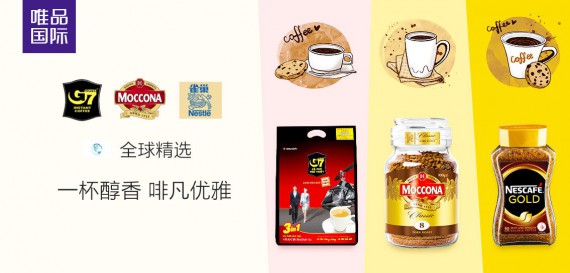 唯品
国际
G7
MOCCONA
雀巢
Nestle
全球精选
一杯醇香 啡凡优雅
coffee
coffee
Coffee
G7
3in1
MOCCONA
Classic
8
NESCAFÉ
GOLD